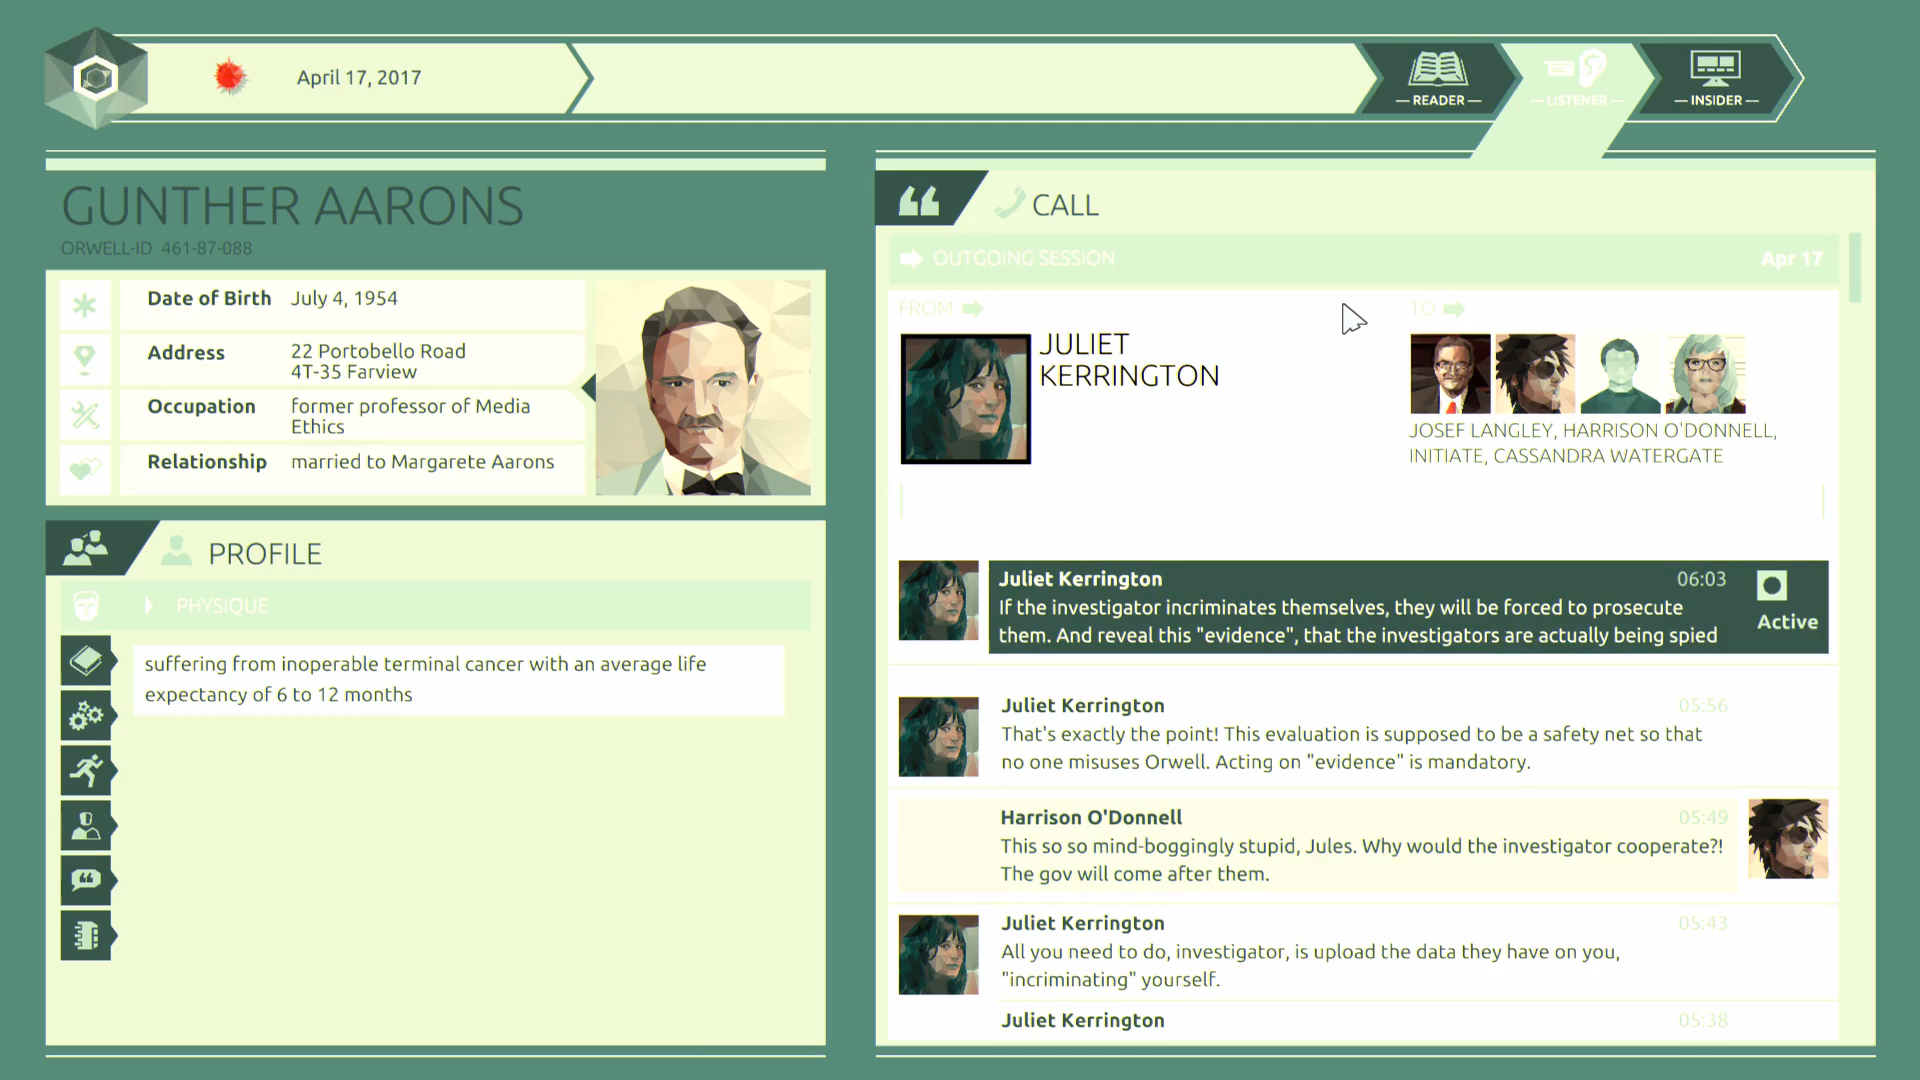 April 17, 2017
READER
LISTENER
INSIDER
GUNTHER AARONS
ORWELL-ID 461-87-088
Date of Birth July 4, 1954
Address 22 Portobello Road
4T-35 Farview
Occupation former professor of Media
Ethics
Relationship married to Margarete Aarons
PROFILE
PHYSIQUE
suffering from inoperable terminal cancer with an average life
expectancy of 6 to 12 months
CALL
OUTGOING SESSION Apr 17
FROM
TO
JULIET
KERRINGTON
JOSEF LANGLEY, HARRISON O'DONNELL,
INITIATE, CASSANDRA WATERGATE
Juliet Kerrington 06:03
If the investigator incriminates themselves, they will be forced to prosecute
them. And reveal this "evidence", that the investigators are actually being spied
Active
Juliet Kerrington 05:56
That's exactly the point! This evaluation is supposed to be a safety net so that
no one misuses Orwell. Acting on "evidence" is mandatory.
Harrison O'Donnell 05:49
This so so mind-boggingly stupid, Jules. Why would the investigator cooperate?!
The gov will come after them.
Juliet Kerrington 05:43
All you need to do, investigator, is upload the data they have on you,
"incriminating" yourself.
Juliet Kerrington 05:38